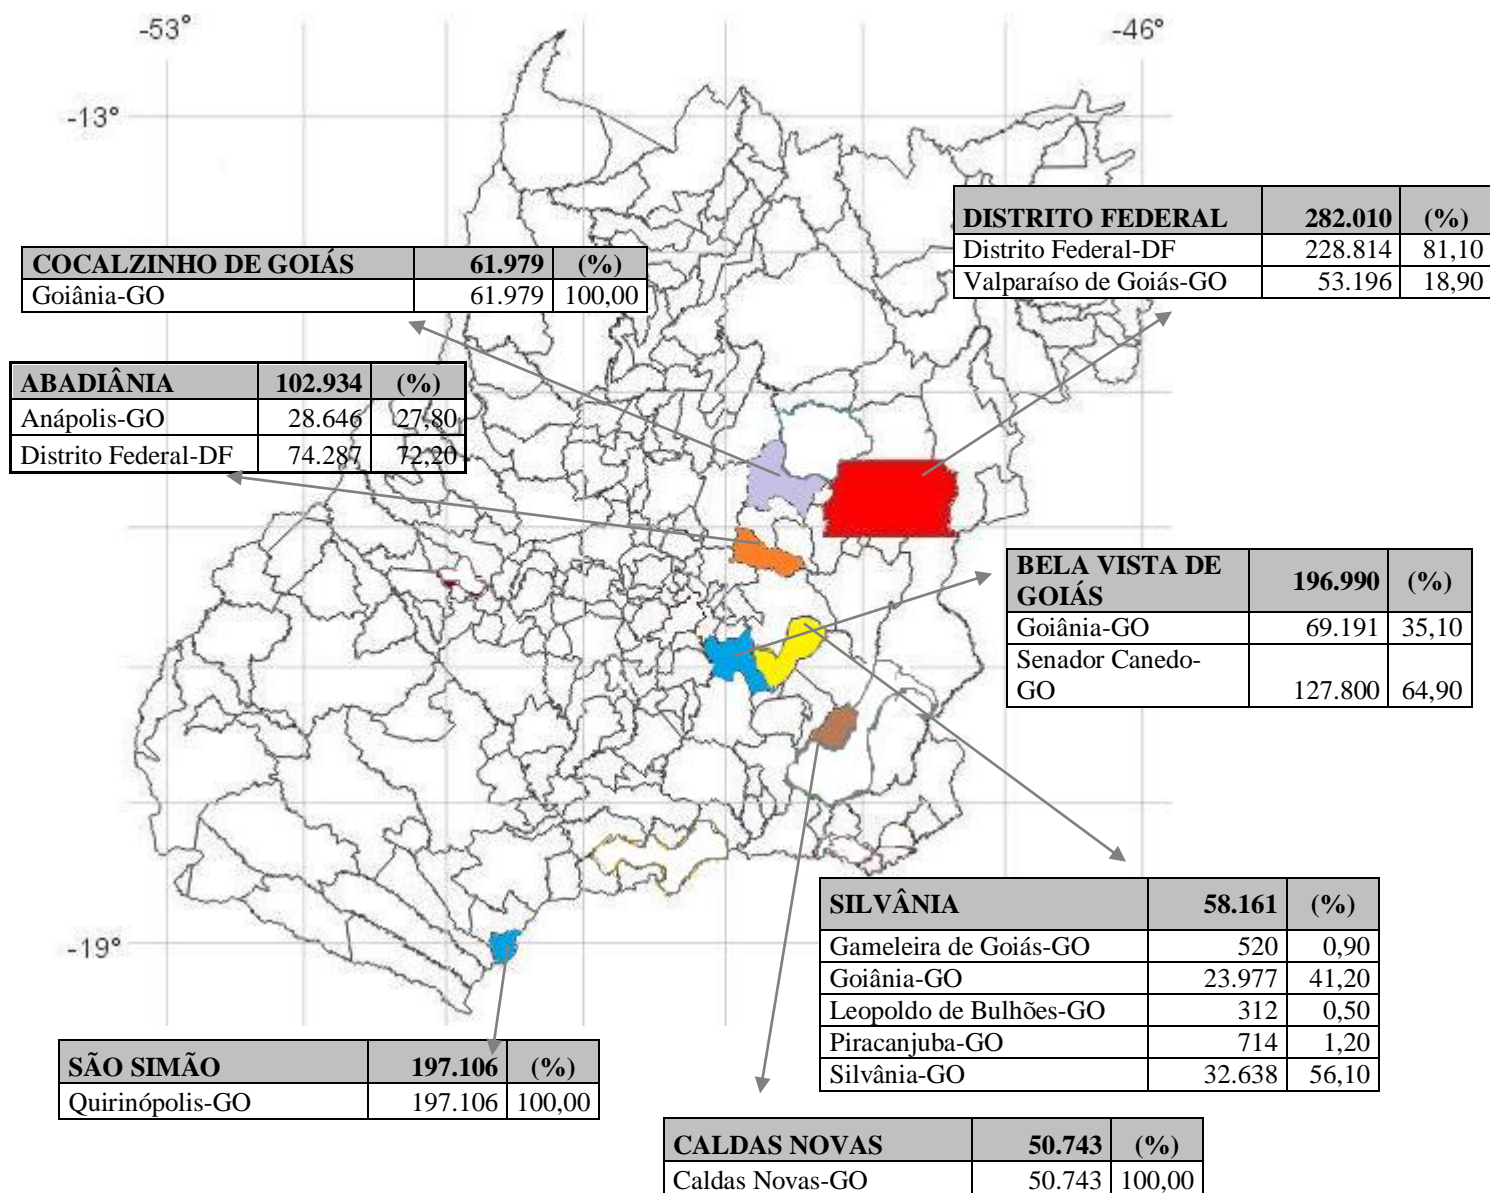 -53°
-46°
-13°
DISTRITO FEDERAL 282.010 (%)
Distrito Federal-DF 228.814 81,10
Valparaíso de Goiás-GO 53.196 18,90
COCALZINHO DE GOIÁS 61.979 (%)
Goiânia-GO 61.979 100,00
ABADIÂNIA 102.934 (%)
Anápolis-GO 28.646 27,80
Distrito Federal-DF 74.287 72,20
BELA VISTA DE
GOIÁS 196.990 (%)
Goiânia-GO 69.191 35,10
Senador Canedo-
GO 127.800 64,90
SILVÂNIA 58.161 (%)
Gameleira de Goiás-GO 520 0,90
Goiânia-GO 23.977 41,20
Leopoldo de Bulhões-GO 312 0,50
Piracanjuba-GO 714 1,20
Silvânia-GO 32.638 56,10
-19°
SÃO SIMÃO 197.106 (%)
Quirinópolis-GO 197.106 100,00
CALDAS NOVAS 50.743 (%)
Caldas Novas-GO 50.743 100,00